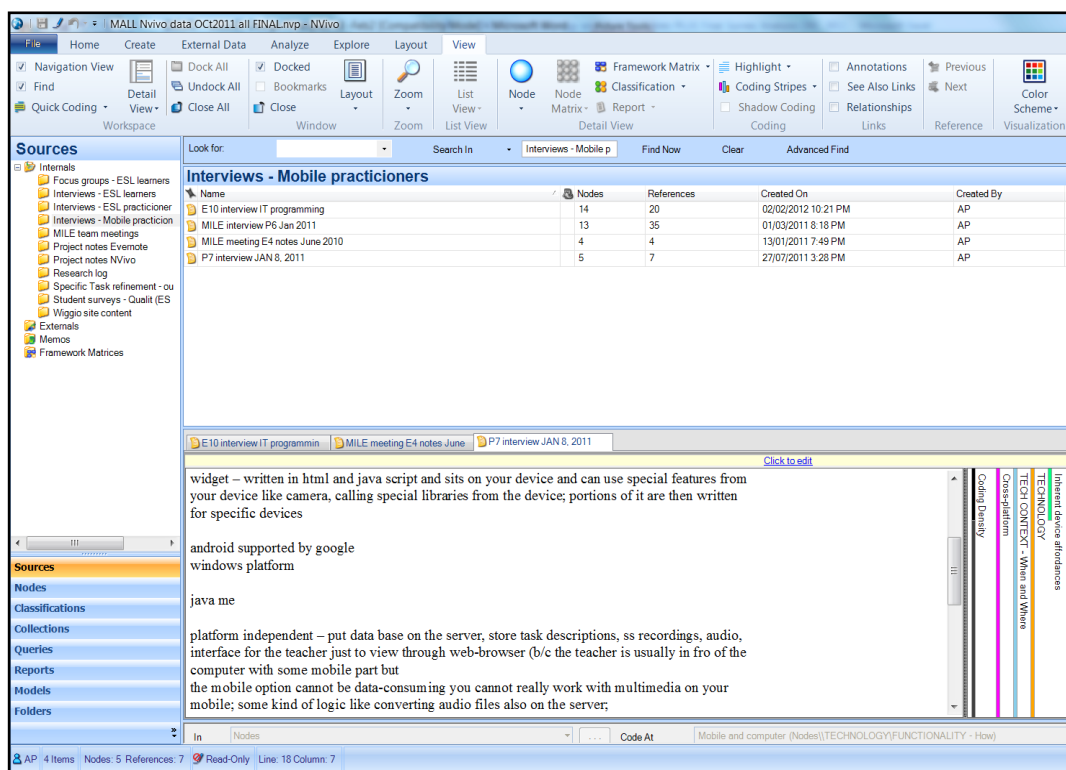 MALL Nvivo data OCt2011 all FINAL.nvp - NVivo
File Home Create External Data Analyze Explore Layout View
Navigation View Dock All Docked Framework Matrix Highlight Annotations Previous
Find Undock All Bookmarks Classification Coding Stripes See Also Links Next
Quick Coding Detail View Close All Close Layout Zoom List View Node Node Matrix Report Shadow Coding Relationships Color Scheme
Workspace Window Zoom List View Detail View Coding Links Reference Visualization
Sources
Look for: Search In Interviews - Mobile p Find Now Clear Advanced Find
Internals
Focus groups - ESL learners
Interviews - ESL learners
Interviews - ESL practicioner
Interviews - Mobile practicion
MILE team meetings
Project notes Evernote
Project notes NVivo
Research log
Specific Task refinement - ou
Student surveys - Qualit (ES
Wiggio site content
Externals
Memos
Framework Matrices
Interviews - Mobile practicioners
Name Nodes References Created On Created By
E10 interview IT programming 14 20 02/02/2012 10:21 PM AP
MILE interview P6 Jan 2011 13 35 01/03/2011 8:18 PM AP
MILE meeting E4 notes June 2010 4 4 13/01/2011 7:49 PM AP
P7 interview JAN 8, 2011 5 7 27/07/2011 3:28 PM AP
E10 interview IT programmin MILE meeting E4 notes June P7 interview JAN 8, 2011
Click to edit
widget – written in html and java script and sits on your device and can use special features from
your device like camera, calling special libraries from the device; portions of it are then written
for specific devices
android supported by google
windows platform
java me
platform independent – put data base on the server, store task descriptions, ss recordings, audio,
interface for the teacher just to view through web-browser (b/c the teacher is usually in fro of the
computer with some mobile part but
the mobile option cannot be data-consuming you cannot really work with multimedia on your
mobile; some kind of logic like converting audio files also on the server;
Coding Density
Cross-platform
TECH CONTEXT - When and Where
TECHNOLOGY
Inherent device affordances
Sources
Nodes
Classifications
Collections
Queries
Reports
Models
Folders
In Nodes ... Code At Mobile and computer (Nodes\\TECHNOLOGY\FUNCTIONALITY - How)
AP 4 Items Nodes: 5 References: 7 Read-Only Line: 18 Column: 7